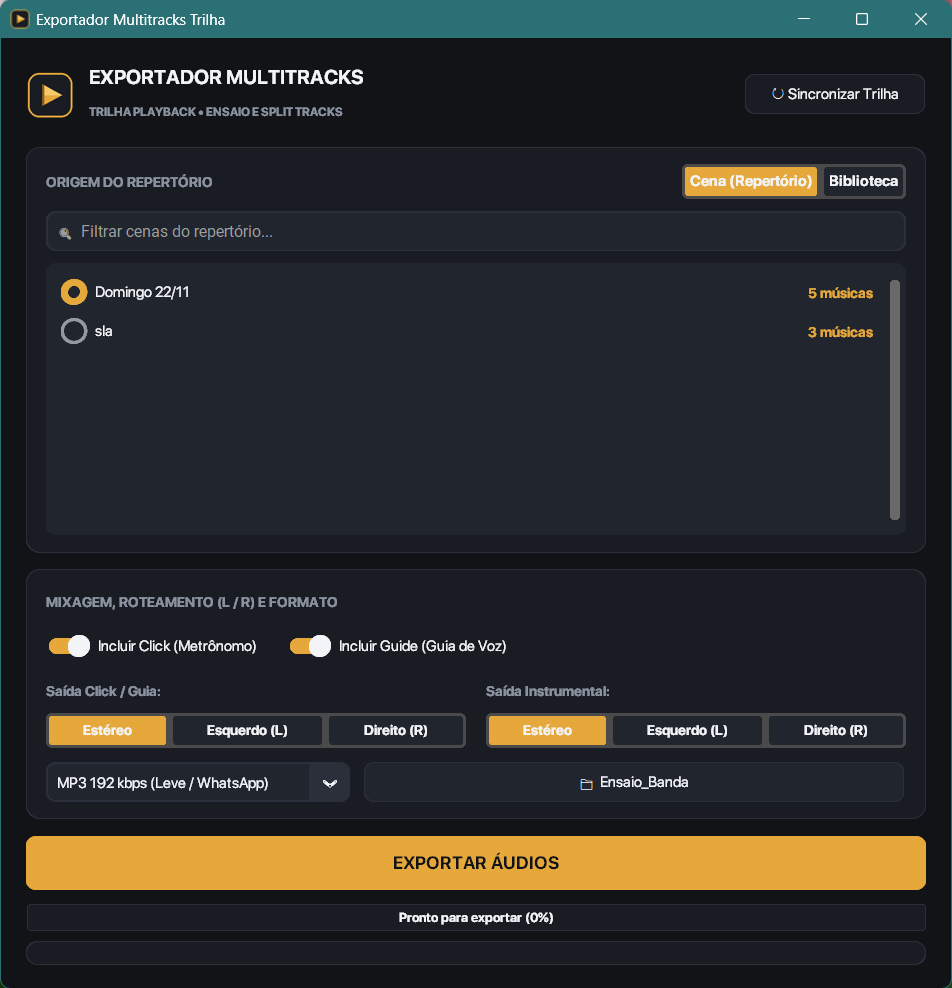 Exportador Multitracks Trilha
EXPORTADOR MULTITRACKS
TRILHA PLAYBACK • ENSAIO E SPLIT TRACKS
Sincronizar Trilha
ORIGEM DO REPERTÓRIO
Cena (Repertório) Biblioteca
Filtrar cenas do repertório...
Domingo 22/11 5 músicas
sla 3 músicas
MIXAGEM, ROTEAMENTO (L / R) E FORMATO
Incluir Click (Metrônomo) Incluir Guide (Guia de Voz)
Saída Click / Guia: Saída Instrumental:
Estéreo Esquerdo (L) Direito (R) Estéreo Esquerdo (L) Direito (R)
MP3 192 kbps (Leve / WhatsApp) Ensaio_Banda
EXPORTAR ÁUDIOS
Pronto para exportar (0%)